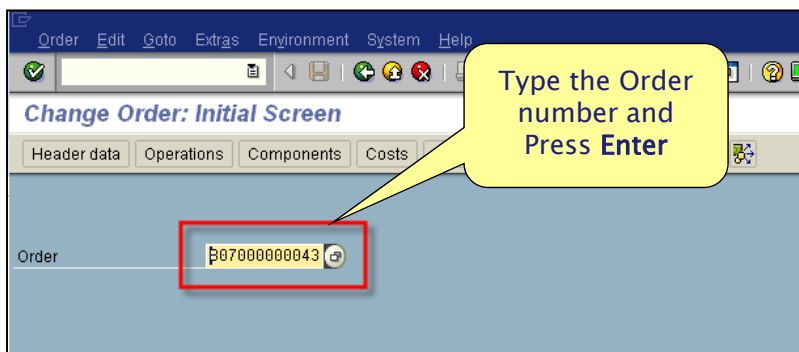 Order Edit Goto Extras Environment System Help
Change Order: Initial Screen
Header data Operations Components Costs
Order 307000000043
Type the Order
number and
Press Enter